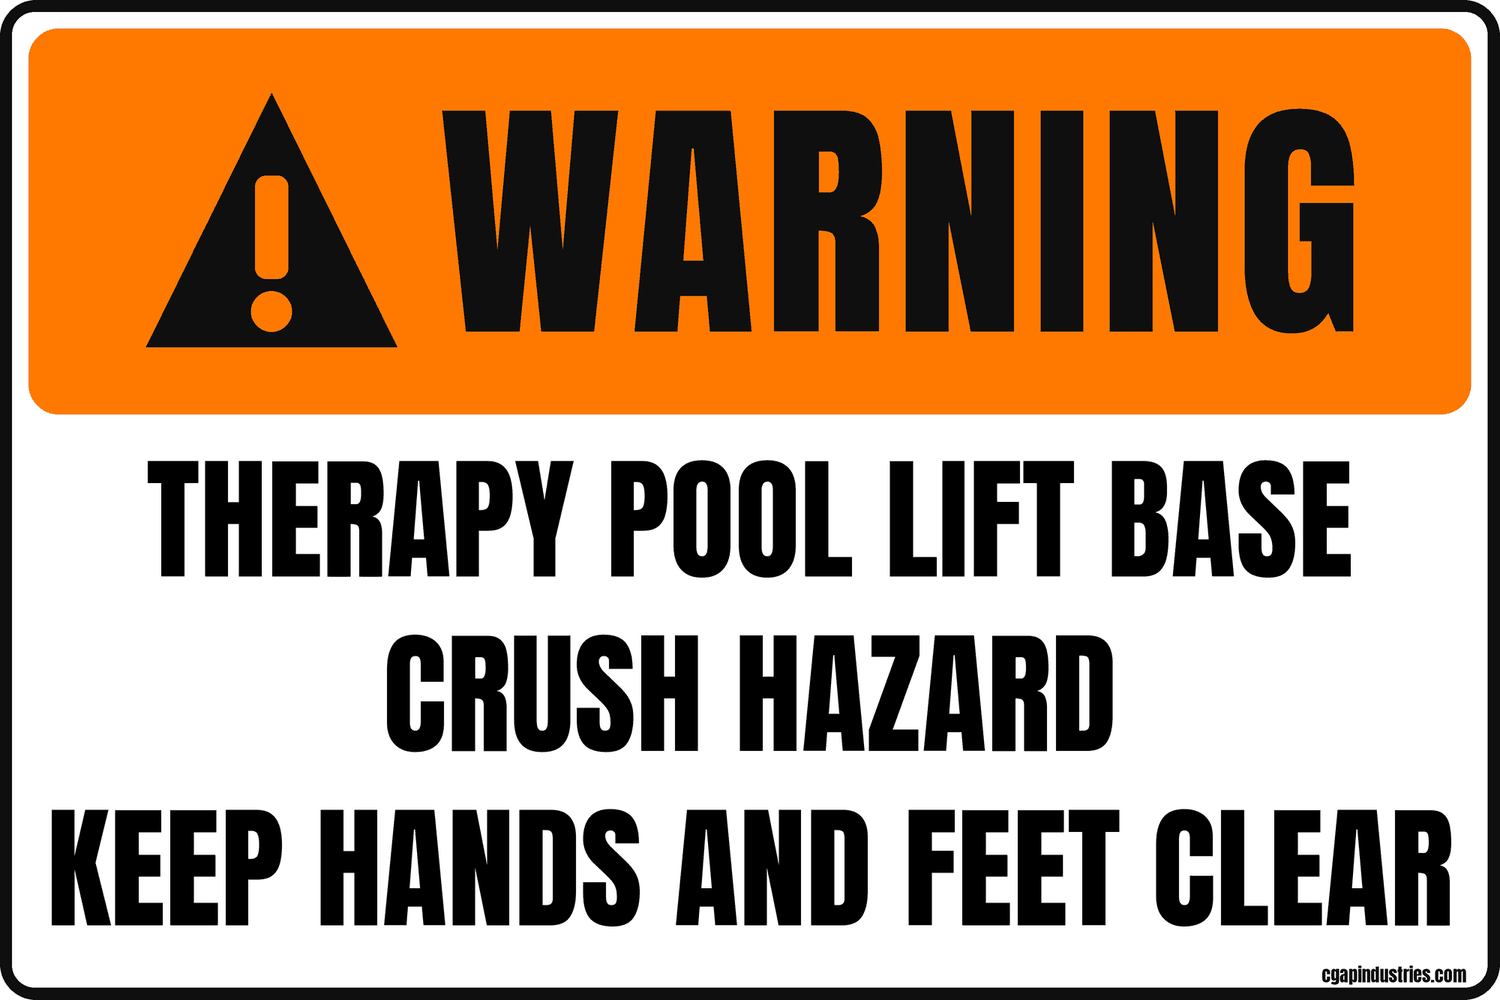 WARNING
THERAPY POOL LIFT BASE
CRUSH HAZARD
KEEP HANDS AND FEET CLEAR
cgapindustries.com